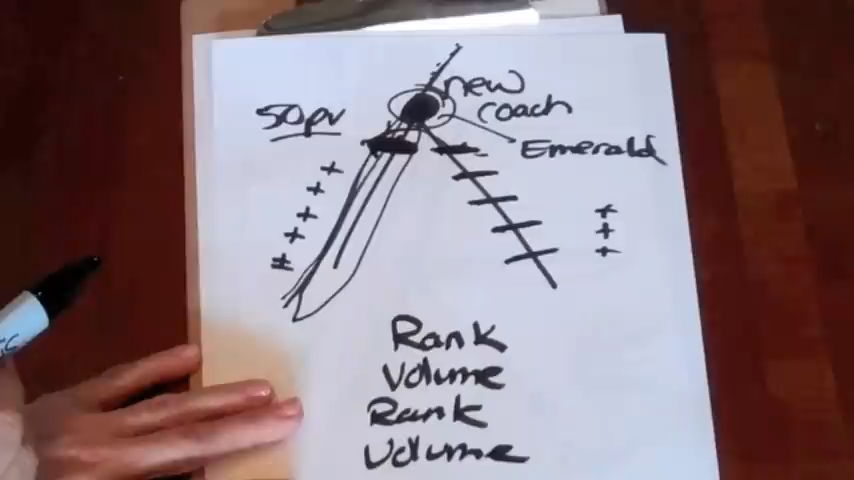 new
coach
50pv
Emerald
+
+
+
+
+
+
+
+
Rank
Volume
Rank
Volume